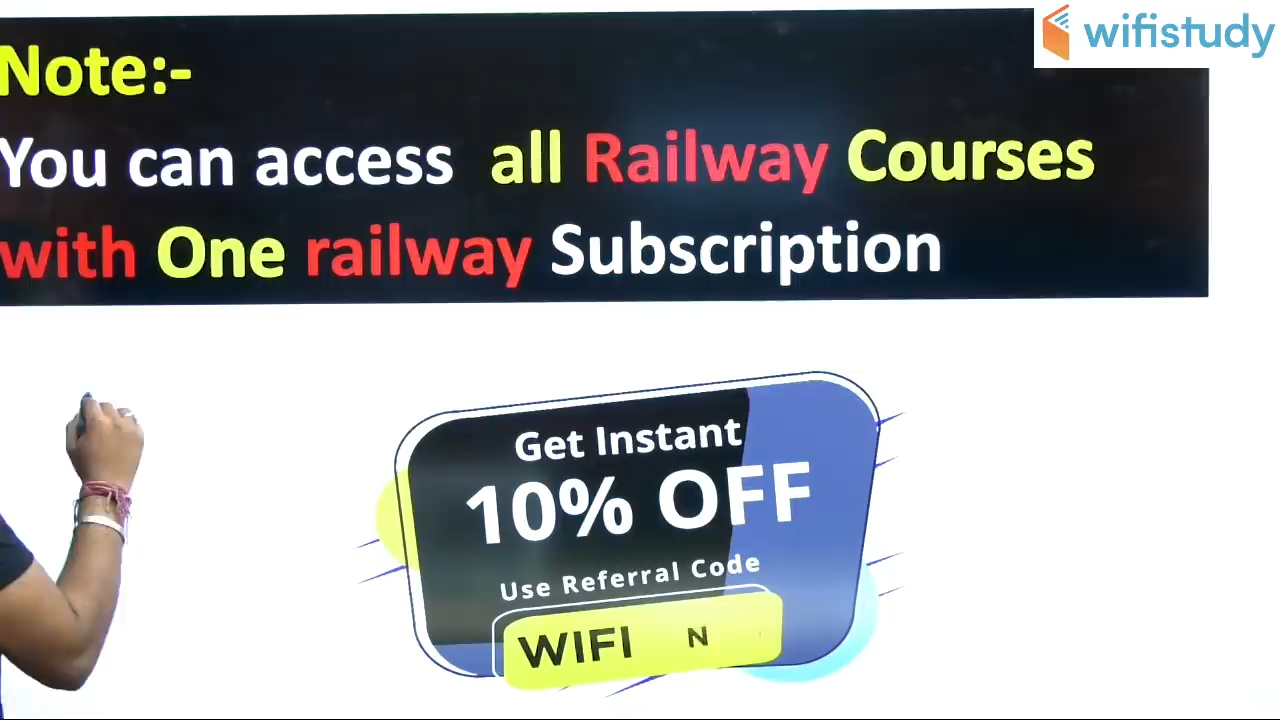 wifistudy
Note:-
You can access all Railway Courses
with One railway Subscription
Get Instant
10% OFF
Use Referral Code
WIFI N